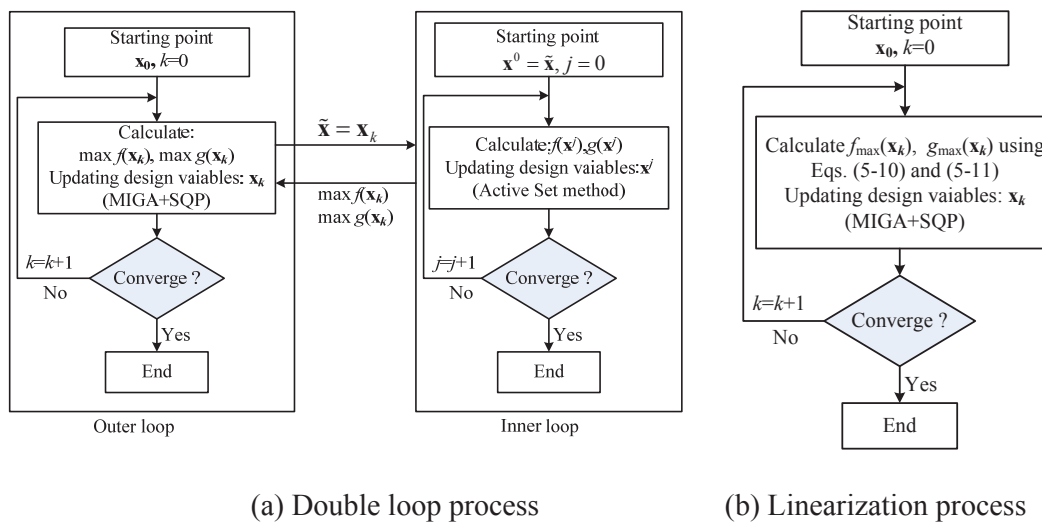 Starting point
x₀, k=0
Calculate:
max f(xₖ), max g(xₖ)
Updating design vaiables: xₖ
(MIGA+SQP)
k=k+1
No
Converge ?
Yes
End
Outer loop
x̃ = xₖ
max f(xₖ)
max g(xₖ)
Starting point
x⁰ = x̃, j = 0
Calculate:f(xʲ),g(xʲ)
Updating design vaiables:xʲ
(Active Set method)
j=j+1
No
Converge ?
Yes
End
Inner loop
(a) Double loop process
Starting point
x₀, k=0
Calculate fmax(xₖ), gmax(xₖ) using
Eqs. (5-10) and (5-11)
Updating design vaiables: xₖ
(MIGA+SQP)
k=k+1
No
Converge ?
Yes
End
(b) Linearization process